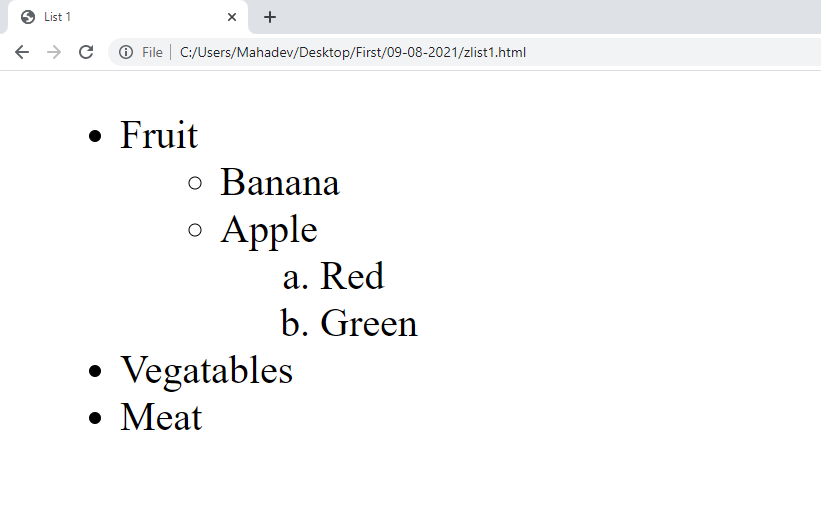 List 1
File C:/Users/Mahadev/Desktop/First/09-08-2021/zlist1.html
Fruit
Banana
Apple
a. Red
b. Green
Vegatables
Meat